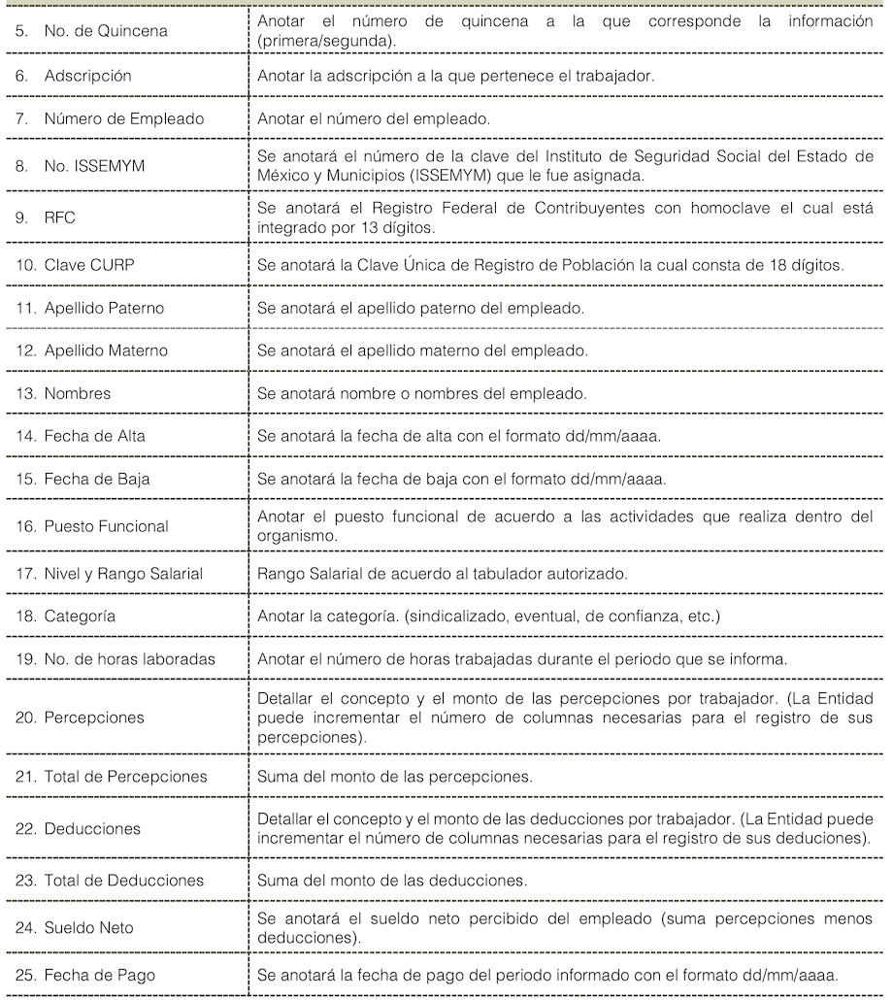 5. No. de Quincena
Anotar el número de quincena a la que corresponde la información
(primera/segunda).
6. Adscripción
Anotar la adscripción a la que pertenece el trabajador.
7. Número de Empleado
Anotar el número del empleado.
8. No. ISSEMYM
Se anotará el número de la clave del Instituto de Seguridad Social del Estado de
México y Municipios (ISSEMYM) que le fue asignada.
9. RFC
Se anotará el Registro Federal de Contribuyentes con homoclave el cual está
integrado por 13 dígitos.
10. Clave CURP
Se anotará la Clave Única de Registro de Población la cual consta de 18 dígitos.
11. Apellido Paterno
Se anotará el apellido paterno del empleado.
12. Apellido Materno
Se anotará el apellido materno del empleado.
13. Nombres
Se anotará nombre o nombres del empleado.
14. Fecha de Alta
Se anotará la fecha de alta con el formato dd/mm/aaaa.
15. Fecha de Baja
Se anotará la fecha de baja con el formato dd/mm/aaaa.
16. Puesto Funcional
Anotar el puesto funcional de acuerdo a las actividades que realiza dentro del
organismo.
17. Nivel y Rango Salarial
Rango Salarial de acuerdo al tabulador autorizado.
18. Categoría
Anotar la categoría. (sindicalizado, eventual, de confianza, etc.)
19. No. de horas laboradas
Anotar el número de horas trabajadas durante el periodo que se informa.
20. Percepciones
Detallar el concepto y el monto de las percepciones por trabajador. (La Entidad
puede incrementar el número de columnas necesarias para el registro de sus
percepciones).
21. Total de Percepciones
Suma del monto de las percepciones.
22. Deducciones
Detallar el concepto y el monto de las deducciones por trabajador. (La Entidad puede
incrementar el número de columnas necesarias para el registro de sus deduciones).
23. Total de Deducciones
Suma del monto de las deducciones.
24. Sueldo Neto
Se anotará el sueldo neto percibido del empleado (suma percepciones menos
deducciones).
25. Fecha de Pago
Se anotará la fecha de pago del periodo informado con el formato dd/mm/aaaa.